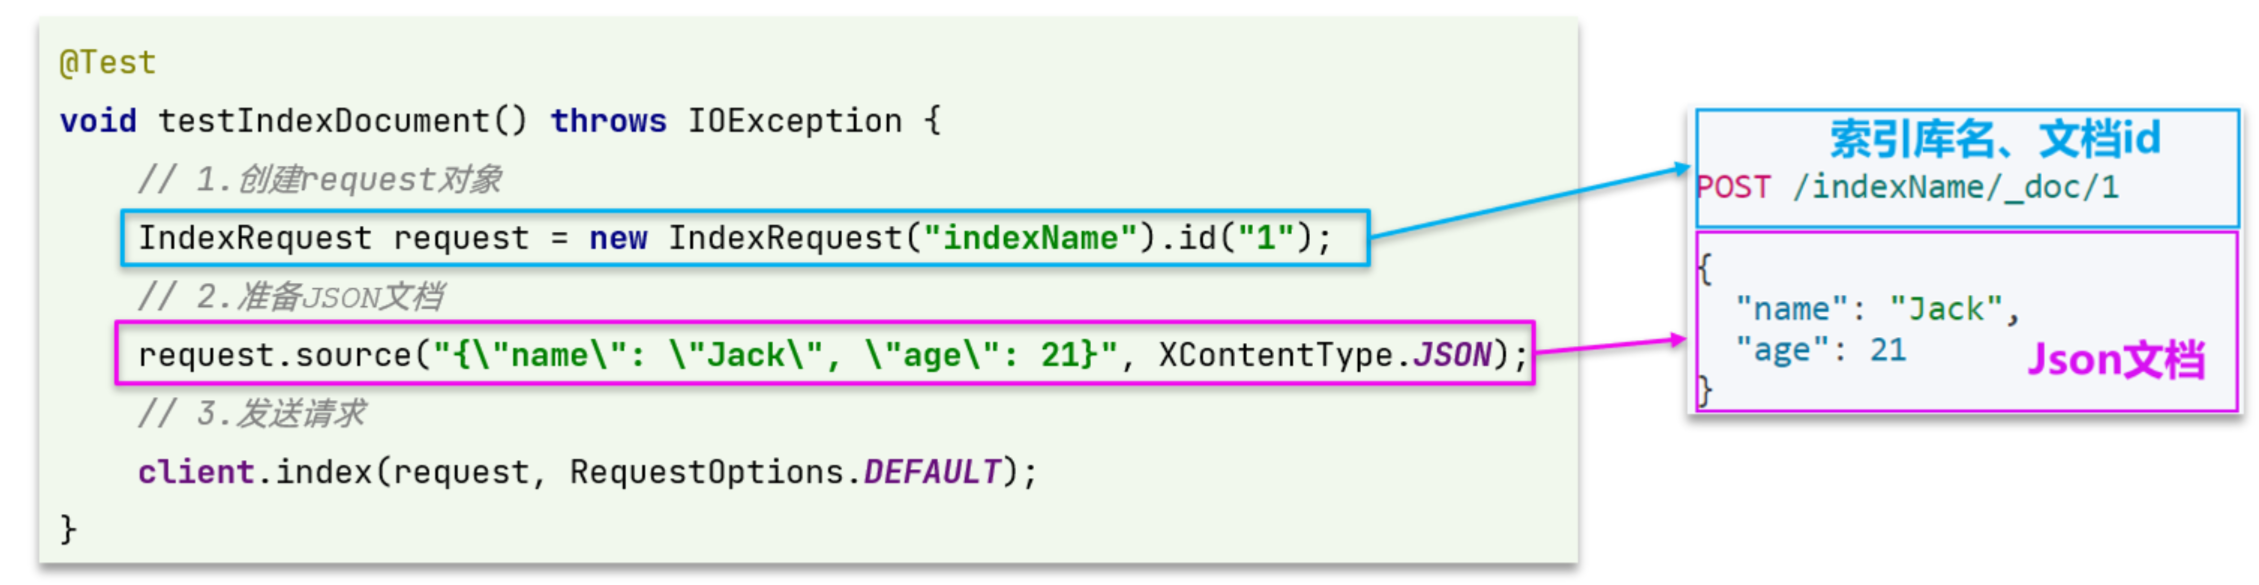 @Test
void testIndexDocument() throws IOException {
// 1.创建request对象
IndexRequest request = new IndexRequest("indexName").id("1");
// 2.准备JSON文档
request.source("{\"name\": \"Jack\", \"age\": 21}", XContentType.JSON);
// 3.发送请求
client.index(request, RequestOptions.DEFAULT);
}
索引库名、文档id
POST /indexName/_doc/1
{
"name": "Jack",
"age": 21
Json文档
}